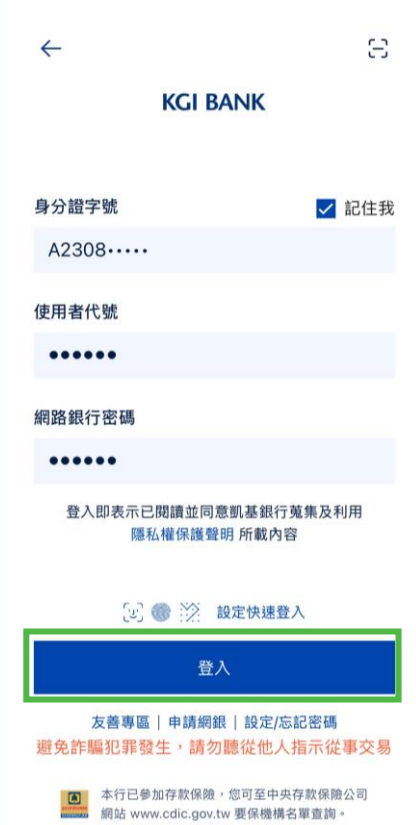 KGI BANK
身分證字號
記住我
A2308•••••
使用者代號
••••••
網路銀行密碼
••••••
登入即表示已閱讀並同意凱基銀行蒐集及利用
隱私權保護聲明 所載內容
設定快速登入
登入
友善專區 | 申請網銀 | 設定/忘記密碼
避免詐騙犯罪發生，請勿聽從他人指示從事交易
本行已參加存款保險，您可至中央存款保險公司
網站 www.cdic.gov.tw 要保機構名單查詢。